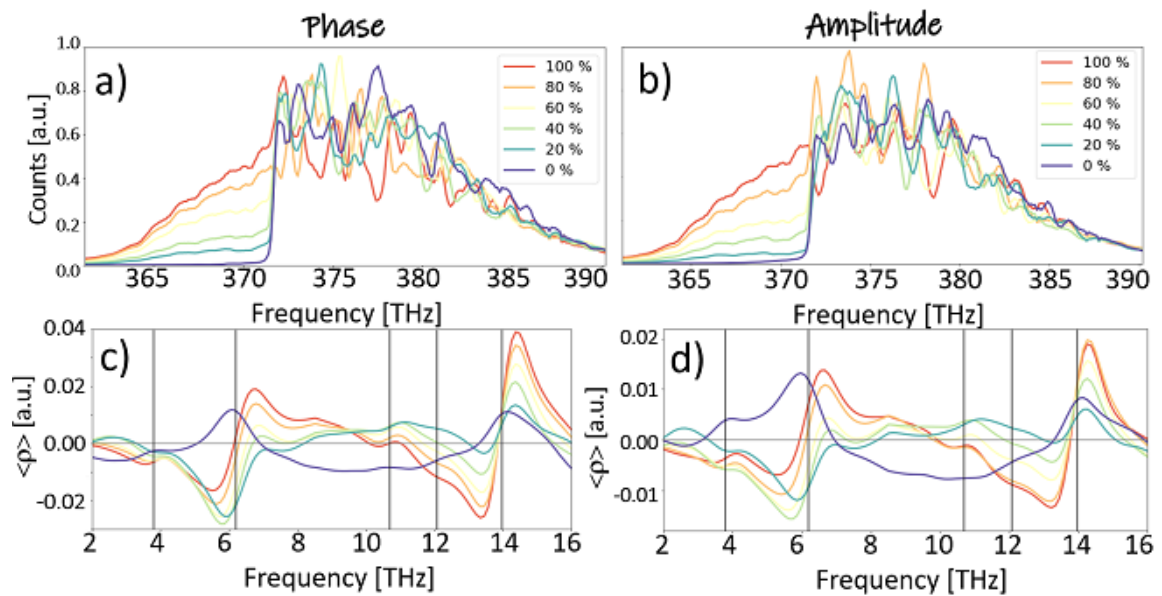 Phase
Amplitude
a)
b)
Counts [a.u.]
1.0
0.8
0.6
0.4
0.2
0.0
100 %
80 %
60 %
40 %
20 %
0 %
100 %
80 %
60 %
40 %
20 %
0 %
365 370 375 380 385 390
365 370 375 380 385 390
Frequency [THz]
Frequency [THz]
c)
d)
<ρ> [a.u.]
0.04
0.02
0.00
-0.02
<ρ> [a.u.]
0.02
0.01
0.00
-0.01
2 4 6 8 10 12 14 16
2 4 6 8 10 12 14 16
Frequency [THz]
Frequency [THz]